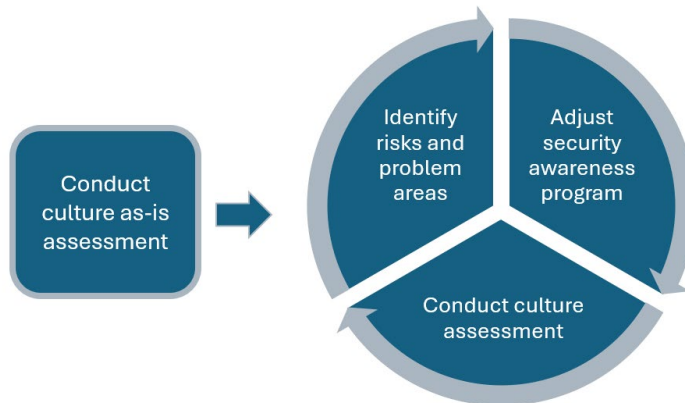 Conduct
culture as-is
assessment
Identify
risks and
problem
areas
Adjust
security
awareness
program
Conduct culture
assessment